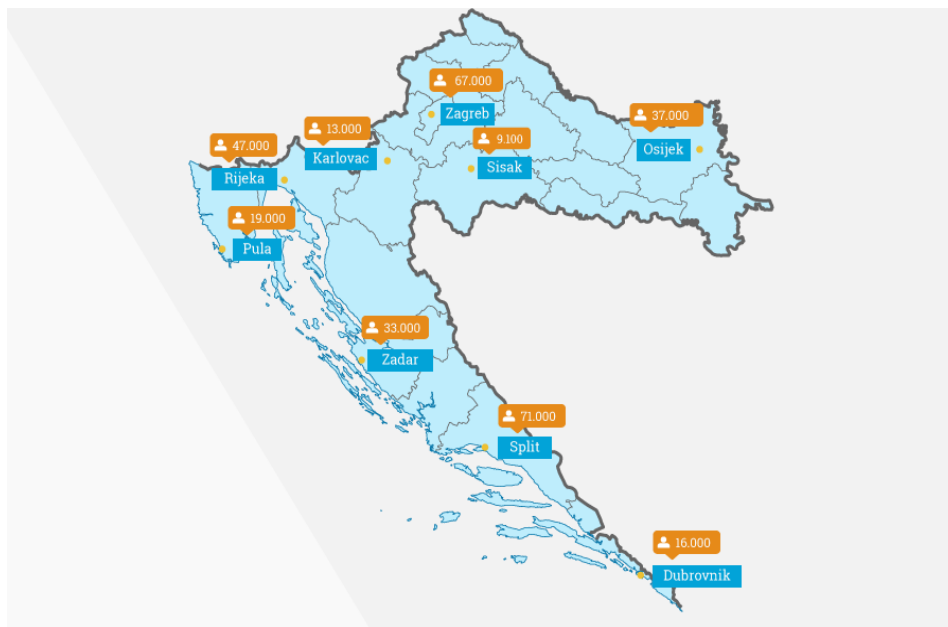 67.000
Zagreb
37.000
Osijek
13.000
Karlovac
9.100
Sisak
47.000
Rijeka
19.000
Pula
33.000
Zadar
71.000
Split
16.000
Dubrovnik